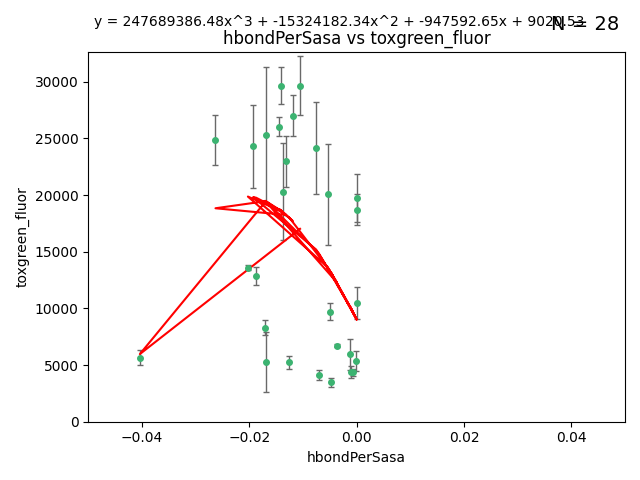 y = 247689386.48x^3 + -15324182.34x^2 + -947592.65x + 9020.53
N = 28
hbondPerSasa vs toxgreen_fluor
30000
25000
20000
15000
10000
5000
0
toxgreen_fluor
−0.04
−0.02
0.00
0.02
0.04
hbondPerSasa